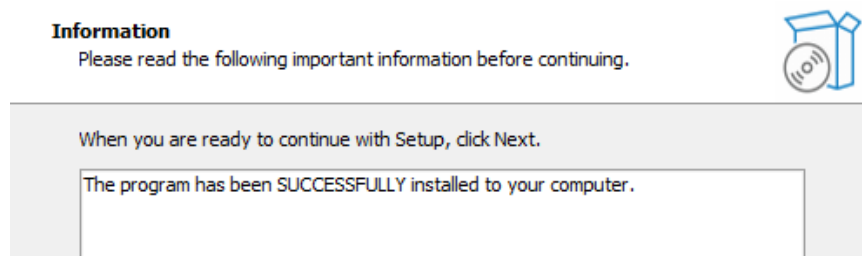 Information
Please read the following important information before continuing.
When you are ready to continue with Setup, click Next.
The program has been SUCCESSFULLY installed to your computer.